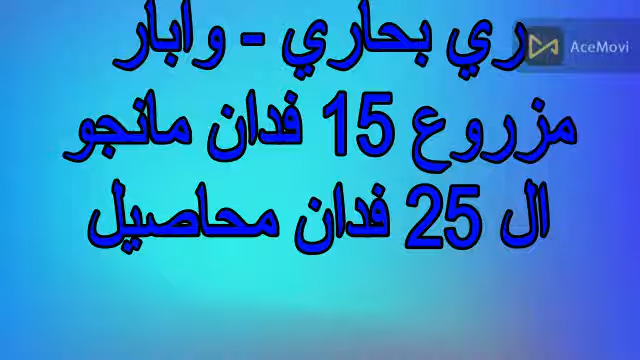 ري بحاري - وابار
AceMovi
مزروع 15 فدان مانجو
ال 25 فدان محاصيل